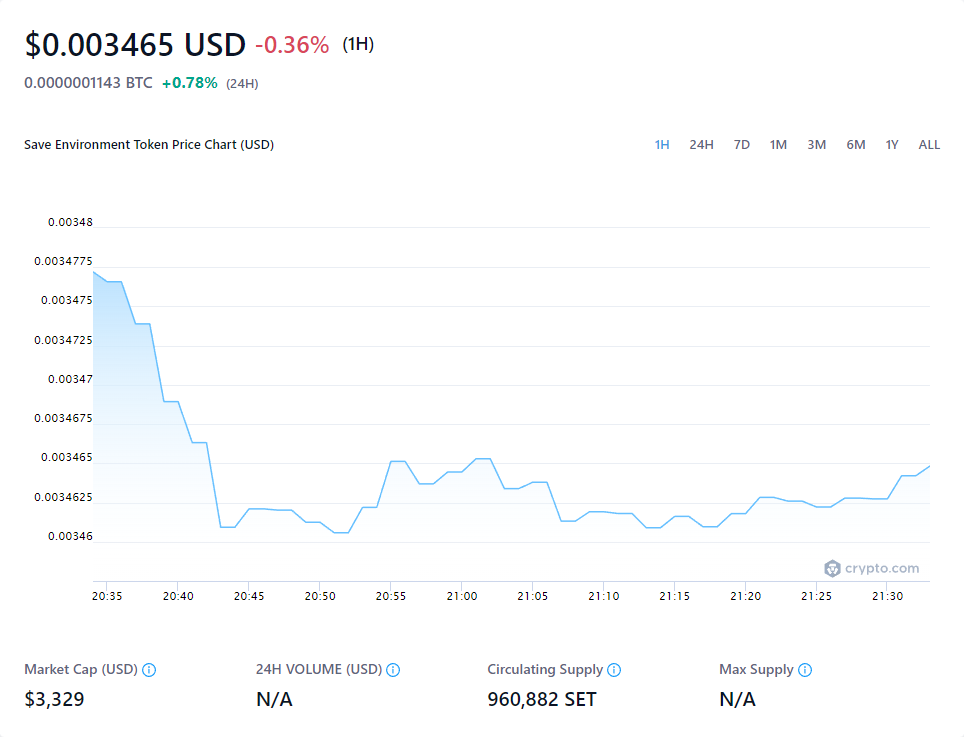 $0.003465 USD -0.36% (1H)
0.0000001143 BTC +0.78% (24H)
Save Environment Token Price Chart (USD) 1H 24H 7D 1M 3M 6M 1Y ALL
0.00348
0.0034775
0.003475
0.0034725
0.00347
0.0034675
0.003465
0.0034625
0.00346
crypto.com
20:35 20:40 20:45 20:50 20:55 21:00 21:05 21:10 21:15 21:20 21:25 21:30
Market Cap (USD) 24H VOLUME (USD) Circulating Supply Max Supply
$3,329 N/A 960,882 SET N/A